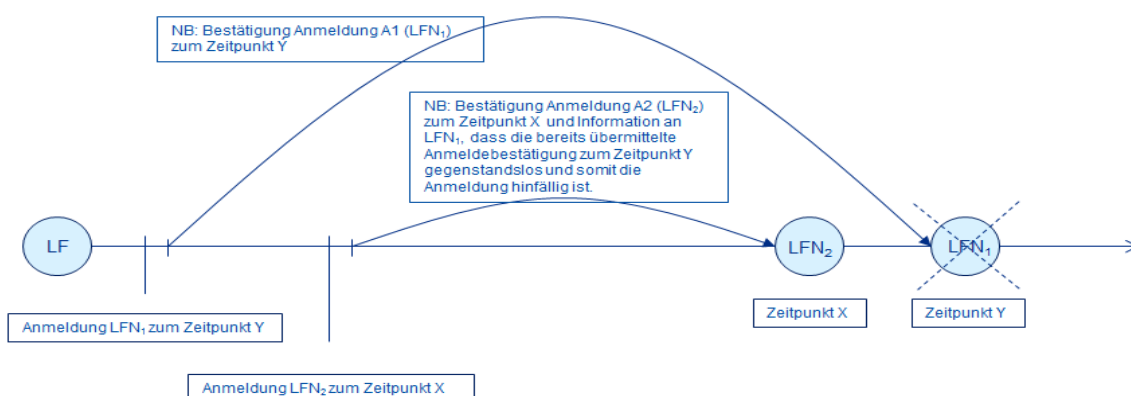 NB: Bestätigung Anmeldung A1 (LFN₁)
zum Zeitpunkt Y
NB: Bestätigung Anmeldung A2 (LFN₂)
zum Zeitpunkt X und Information an
LFN₁, dass die bereits übermittelte
Anmeldebestätigung zum Zeitpunkt Y
gegenstandslos und somit die
Anmeldung hinfällig ist.
LF
LFN₂
LFN₁
Zeitpunkt X
Zeitpunkt Y
Anmeldung LFN₁ zum Zeitpunkt Y
Anmeldung LFN₂ zum Zeitpunkt X